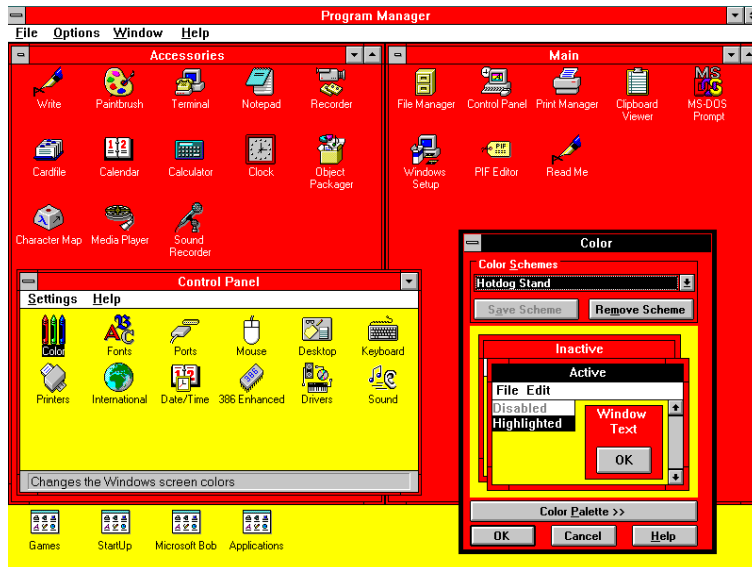 Program Manager
File Options Window Help
Accessories
Write Paintbrush Terminal Notepad Recorder
Cardfile Calendar Calculator Clock Object Packager
Character Map Media Player Sound Recorder
Main
File Manager Control Panel Print Manager Clipboard Viewer MS-DOS Prompt
MS
DOS
Windows Setup PIF Editor Read Me
PIF
Control Panel
Settings Help
Color Fonts Ports Mouse Desktop Keyboard
Printers International Date/Time 386 Enhanced Drivers Sound
Changes the Windows screen colors
Color
Color Schemes
Hotdog Stand
Save Scheme Remove Scheme
Inactive
Active
File Edit
Disabled
Highlighted
Window
Text
OK
Color Palette >>
OK Cancel Help
Games StartUp Microsoft Bob Applications